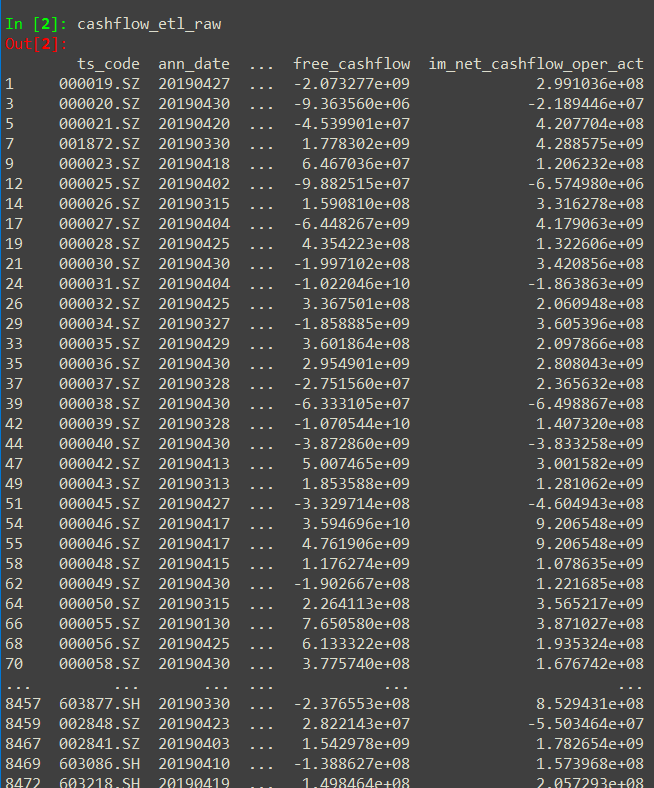 In [2]: cashflow_etl_raw
Out[2]:
ts_code ann_date ... free_cashflow im_net_cashflow_oper_act
1 000019.SZ 20190427 ... -2.073277e+09 2.991036e+08
3 000020.SZ 20190430 ... -9.363560e+06 -2.189446e+07
5 000021.SZ 20190420 ... -4.539901e+07 4.207704e+08
7 001872.SZ 20190330 ... 1.778302e+09 4.288575e+09
9 000023.SZ 20190418 ... 6.467036e+07 1.206232e+08
12 000025.SZ 20190402 ... -9.882515e+07 -6.574980e+06
14 000026.SZ 20190315 ... 1.590810e+08 3.316278e+08
17 000027.SZ 20190404 ... -6.448267e+09 4.179063e+09
19 000028.SZ 20190425 ... 4.354223e+08 1.322606e+09
21 000030.SZ 20190430 ... -1.997102e+08 3.420856e+08
24 000031.SZ 20190404 ... -1.022046e+10 -1.863863e+09
26 000032.SZ 20190425 ... 3.367501e+08 2.060948e+08
29 000034.SZ 20190327 ... -1.858885e+09 3.605396e+08
33 000035.SZ 20190429 ... 3.601864e+08 2.097866e+08
35 000036.SZ 20190430 ... 2.954901e+09 2.808043e+09
37 000037.SZ 20190328 ... -2.751560e+07 2.365632e+08
39 000038.SZ 20190430 ... -6.333105e+07 -6.498867e+08
42 000039.SZ 20190328 ... -1.070544e+10 1.407320e+08
44 000040.SZ 20190430 ... -3.872860e+09 -3.833258e+09
47 000042.SZ 20190413 ... 5.007465e+09 3.001582e+09
49 000043.SZ 20190313 ... 1.853588e+09 1.281062e+09
51 000045.SZ 20190427 ... -3.329714e+08 -4.604943e+08
54 000046.SZ 20190417 ... 3.594696e+10 9.206548e+09
55 000046.SZ 20190417 ... 4.761906e+09 9.206548e+09
58 000048.SZ 20190415 ... 1.176274e+09 1.078635e+09
62 000049.SZ 20190430 ... -1.902667e+08 1.221685e+08
64 000050.SZ 20190315 ... 2.264113e+08 3.565217e+09
66 000055.SZ 20190130 ... 7.650580e+08 3.871027e+08
68 000056.SZ 20190425 ... 6.133322e+08 1.935324e+08
70 000058.SZ 20190430 ... 3.775740e+08 1.676742e+08
... ... ... ... ... ...
8457 603877.SH 20190330 ... -2.376553e+08 8.529431e+08
8459 002848.SZ 20190423 ... 2.822143e+07 -5.503464e+07
8467 002841.SZ 20190403 ... 1.542978e+09 1.782654e+09
8469 603086.SH 20190410 ... -1.388627e+08 1.573968e+08
8472 603218.SH 20190419 ... 1.498464e+08 2.057293e+08